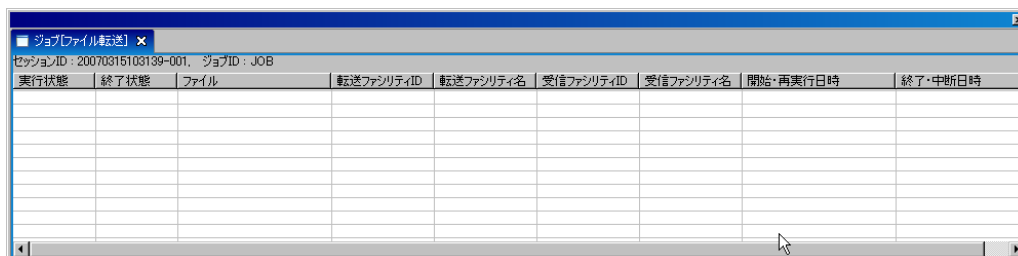 ジョブ[ファイル転送]
セッションID : 20070315103139-001, ジョブID : JOB
実行状態 終了状態 ファイル 転送ファシリティID 転送ファシリティ名 受信ファシリティID 受信ファシリティ名 開始・再実行日時 終了・中断日時